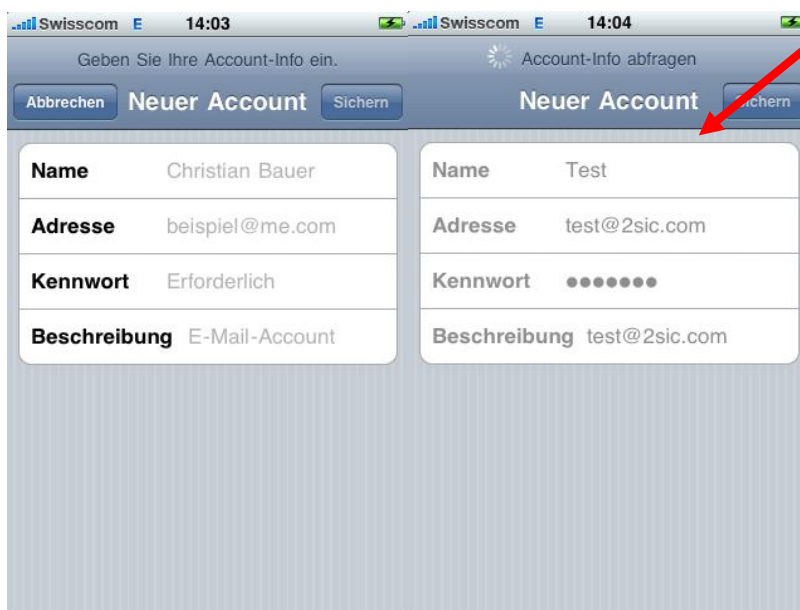 Swisscom E 14:03
Geben Sie Ihre Account-Info ein.
Abbrechen Neuer Account Sichern
Name Christian Bauer
Adresse beispiel@me.com
Kennwort Erforderlich
Beschreibung E-Mail-Account
Swisscom E 14:04
Account-Info abfragen
Neuer Account Sichern
Name Test
Adresse test@2sic.com
Kennwort ●●●●●●●
Beschreibung test@2sic.com